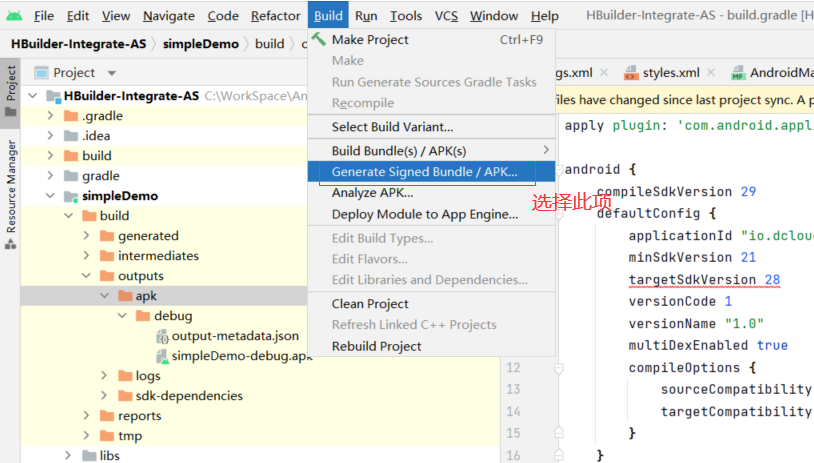 File Edit View Navigate Code Refactor Build Run Tools VCS Window Help HBuilder-Integrate-AS - build.gradle [H
HBuilder-Integrate-AS simpleDemo build
Project
HBuilder-Integrate-AS C:\WorkSpace\An
.gradle
.idea
build
gradle
simpleDemo
build
generated
intermediates
outputs
apk
debug
output-metadata.json
simpleDemo-debug.apk
logs
sdk-dependencies
reports
tmp
libs
Project
Resource Manager
Make Project Ctrl+F9
Make
Run Generate Sources Gradle Tasks
Recompile
Select Build Variant...
Build Bundle(s) / APK(s)
Generate Signed Bundle / APK...
Analyze APK...
Deploy Module to App Engine...
Edit Build Types...
Edit Flavors...
Edit Libraries and Dependencies...
Clean Project
Refresh Linked C++ Projects
Rebuild Project
选择此项
gs.xml styles.xml AndroidMa
files have changed since last project sync. A p
apply plugin: 'com.android.appl
android {
compileSdkVersion 29
defaultConfig {
applicationId "io.dclou
minSdkVersion 21
targetSdkVersion 28
versionCode 1
versionName "1.0"
multiDexEnabled true
12 compileOptions {
13 sourceCompatibility
14 targetCompatibility
15 }
16 }